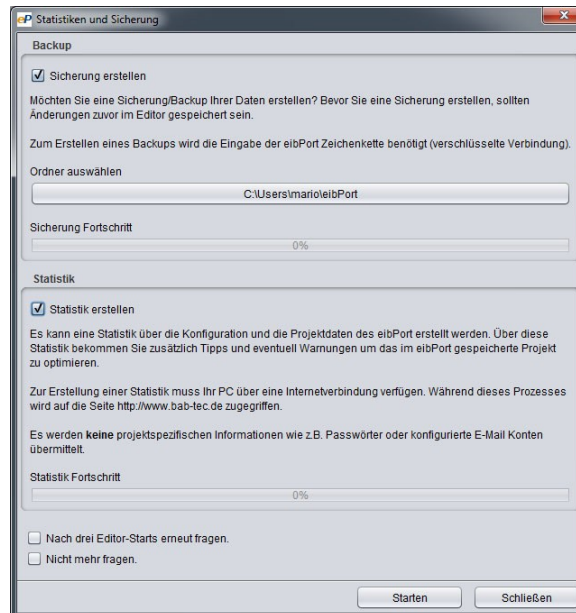 eP Statistiken und Sicherung
Backup
Sicherung erstellen
Möchten Sie eine Sicherung/Backup Ihrer Daten erstellen? Bevor Sie eine Sicherung erstellen, sollten
Änderungen zuvor im Editor gespeichert sein.
Zum Erstellen eines Backups wird die Eingabe der eibPort Zeichenkette benötigt (verschlüsselte Verbindung).
Ordner auswählen
C:\Users\mario\eibPort
Sicherung Fortschritt
0%
Statistik
Statistik erstellen
Es kann eine Statistik über die Konfiguration und die Projektdaten des eibPort erstellt werden. Über diese
Statistik bekommen Sie zusätzlich Tipps und eventuell Warnungen um das im eibPort gespeicherte Projekt
zu optimieren.
Zur Erstellung einer Statistik muss Ihr PC über eine Internetverbindung verfügen. Während dieses Prozesses
wird auf die Seite http://www.bab-tec.de zugegriffen.
Es werden keine projektspezifischen Informationen wie z.B. Passwörter oder konfigurierte E-Mail Konten
übermittelt.
Statistik Fortschritt
0%
Nach drei Editor-Starts erneut fragen.
Nicht mehr fragen.
Starten Schließen